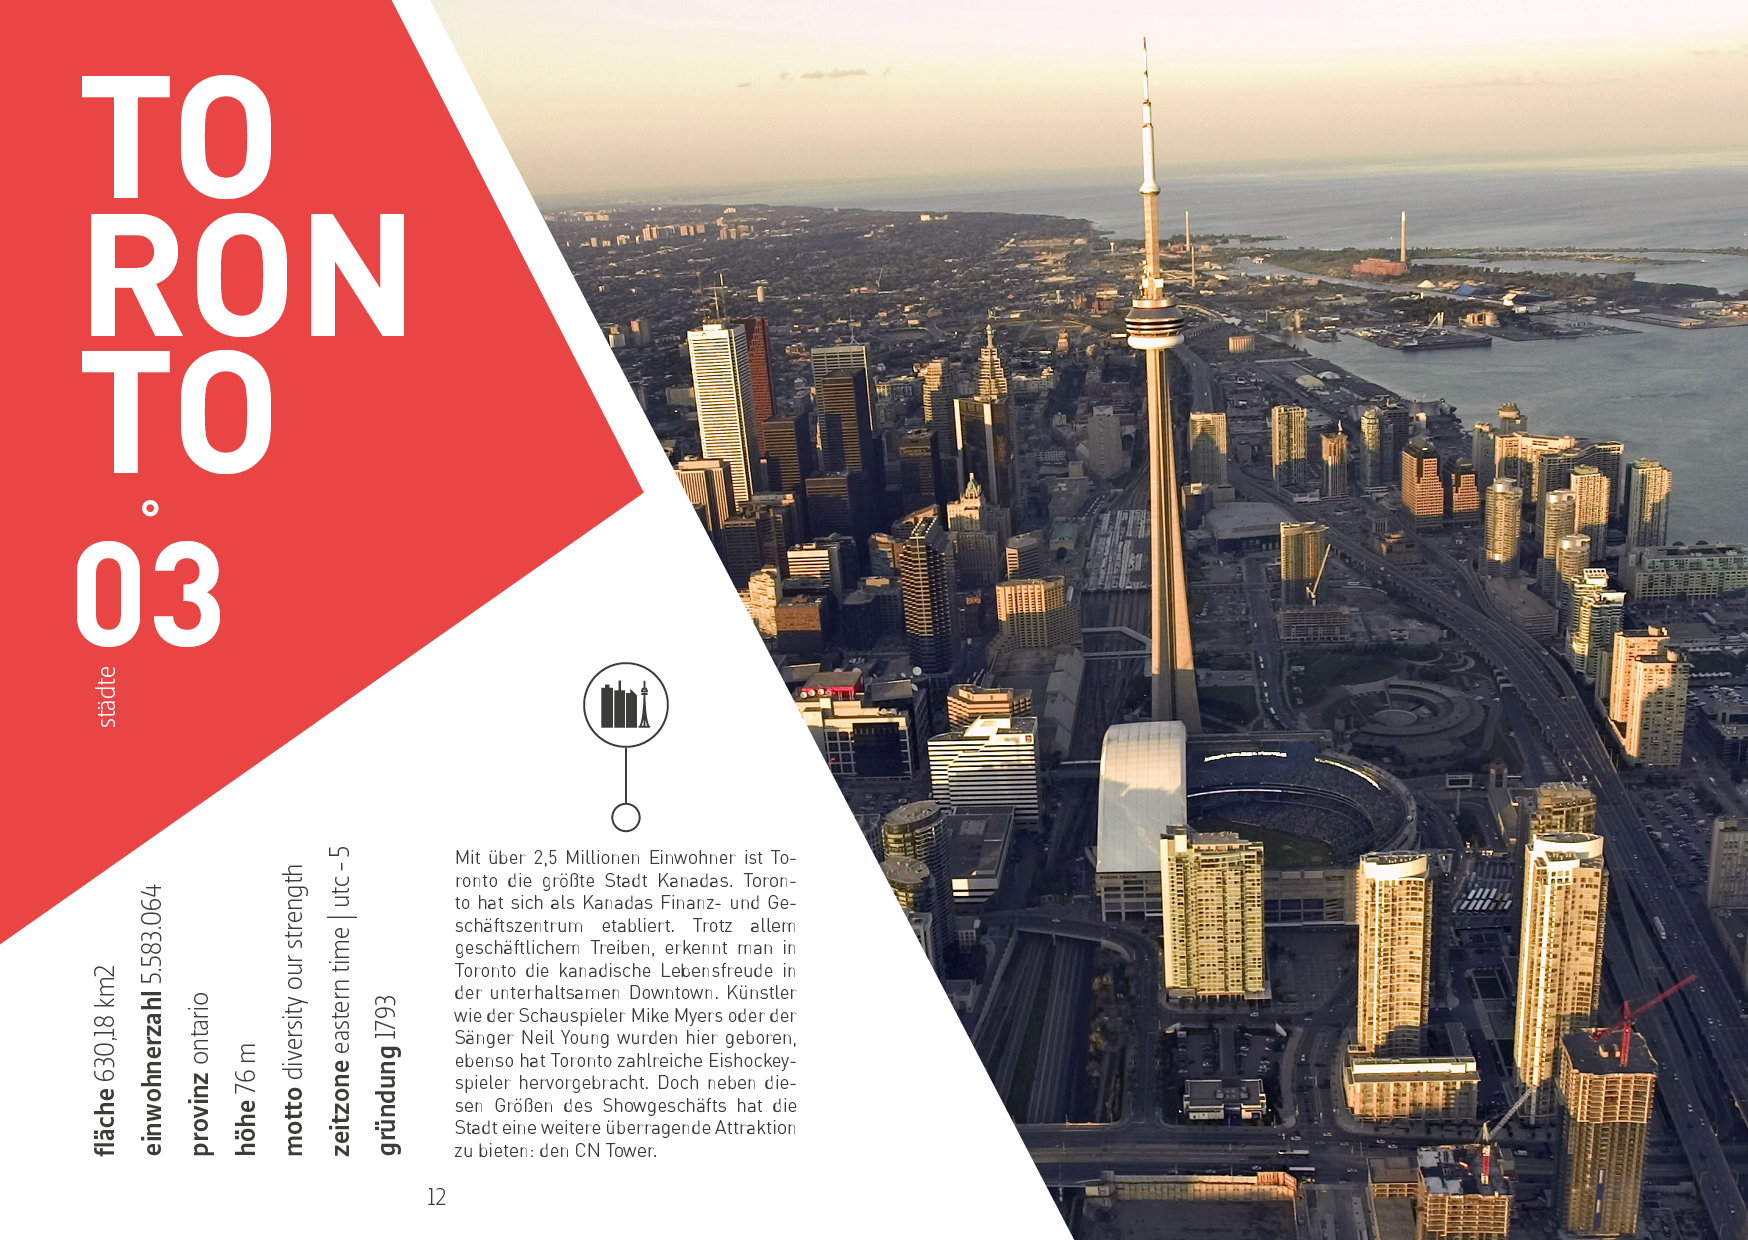 TO
RON
TO
03
städte
fläche 630,18 km2
einwohnerzahl 5.583.064
provinz ontario
höhe 76 m
motto diversity our strength
zeitzone eastern time | utc - 5
gründung 1793
Mit über 2,5 Millionen Einwohner ist To-
ronto die größte Stadt Kanadas. Toron-
to hat sich als Kanadas Finanz- und Ge-
schäftszentrum etabliert. Trotz allem
geschäftlichem Treiben, erkennt man in
Toronto die kanadische Lebensfreude in
der unterhaltsamen Downtown. Künstler
wie der Schauspieler Mike Myers oder der
Sänger Neil Young wurden hier geboren,
ebenso hat Toronto zahlreiche Eishockey-
spieler hervorgebracht. Doch neben die-
sen Größen des Showgeschäfts hat die
Stadt eine weitere überragende Attraktion
zu bieten: den CN Tower.
12